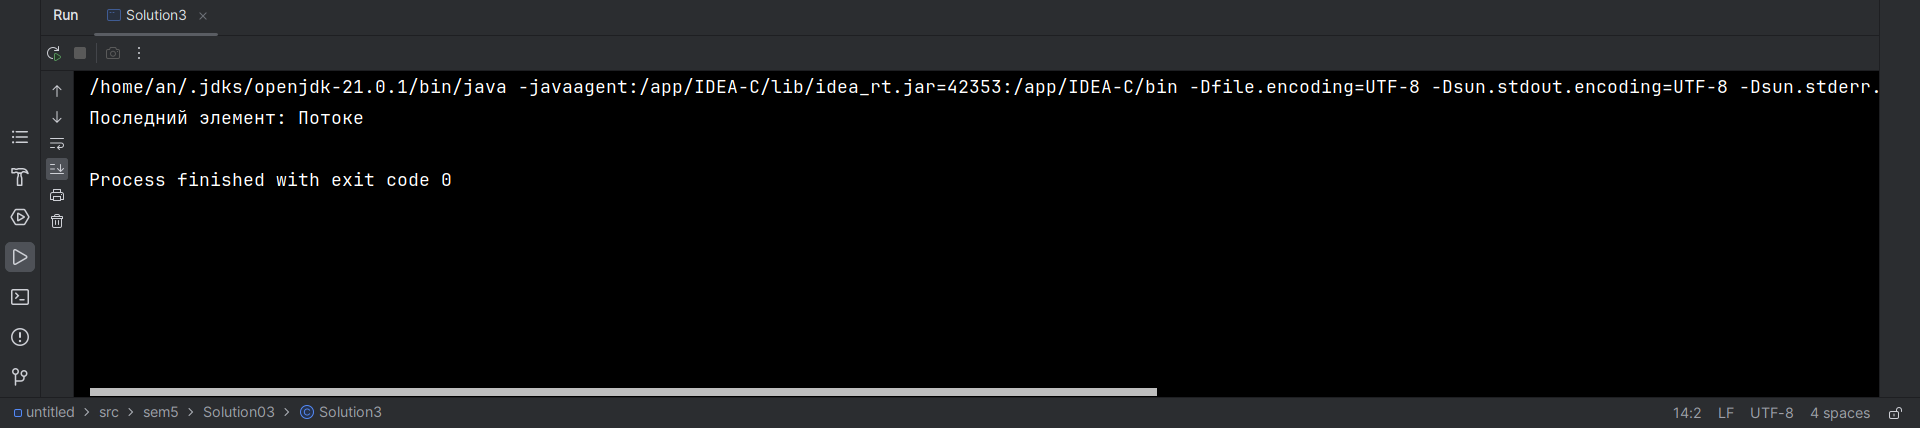 Run Solution3
/home/an/.jdks/openjdk-21.0.1/bin/java -javaagent:/app/IDEA-C/lib/idea_rt.jar=42353:/app/IDEA-C/bin -Dfile.encoding=UTF-8 -Dsun.stdout.encoding=UTF-8 -Dsun.stderr.
Последний элемент: Потоке
Process finished with exit code 0
untitled > src > sem5 > Solution03 > Solution3 14:2 LF UTF-8 4 spaces